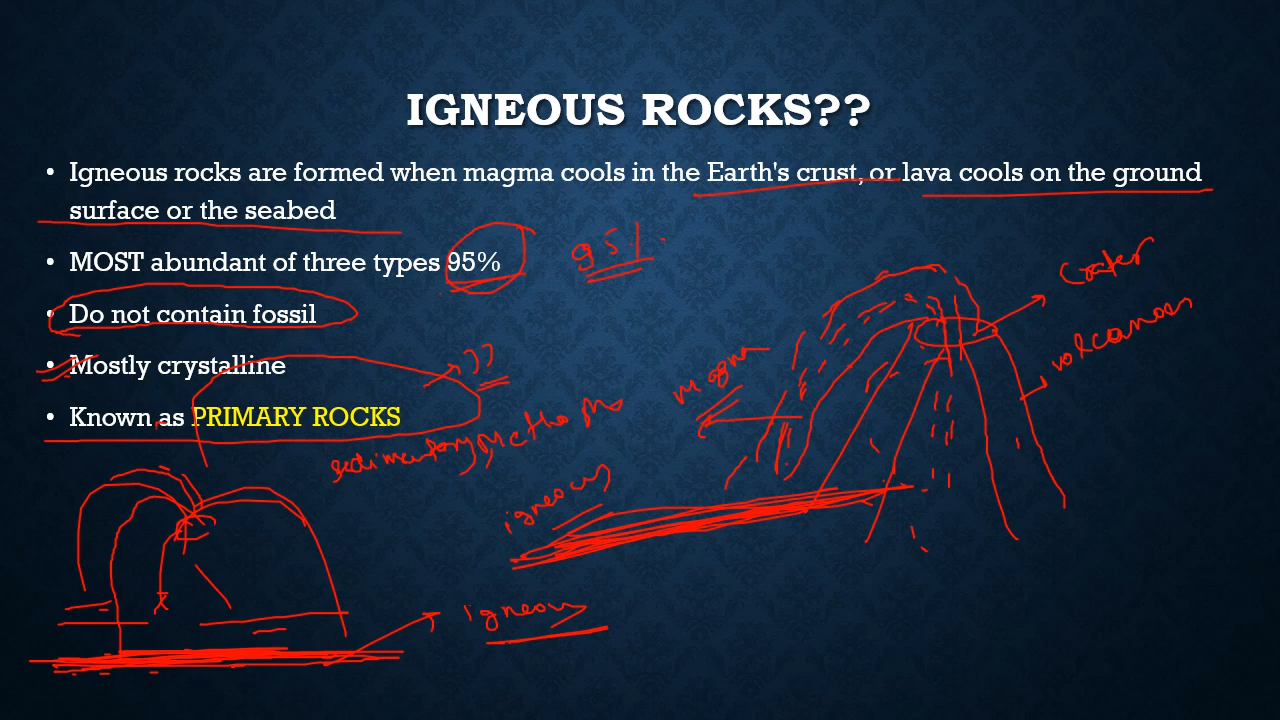 IGNEOUS ROCKS??
• Igneous rocks are formed when magma cools in the Earth's crust, or lava cools on the ground
surface or the seabed
• MOST abundant of three types 95%
95%
• Do not contain fossil
• Mostly crystalline
??
• Known as PRIMARY ROCKS
crater
volcanoes
magma
sedimentary
igneous
igneous